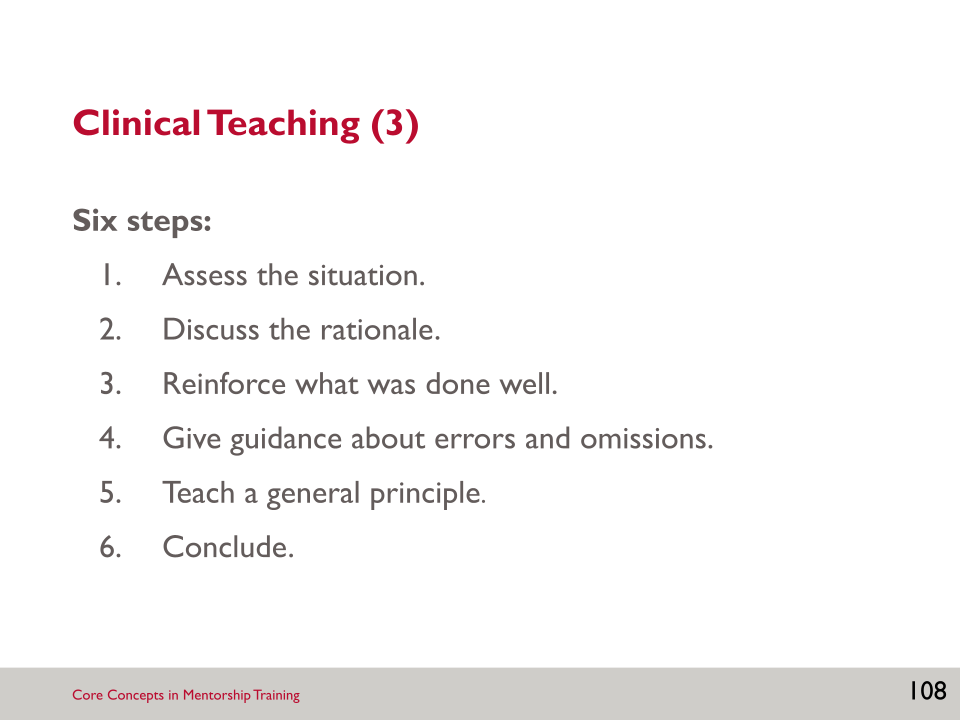 Clinical Teaching (3)
Six steps:
1. Assess the situation.
2. Discuss the rationale.
3. Reinforce what was done well.
4. Give guidance about errors and omissions.
5. Teach a general principle.
6. Conclude.
Core Concepts in Mentorship Training
108